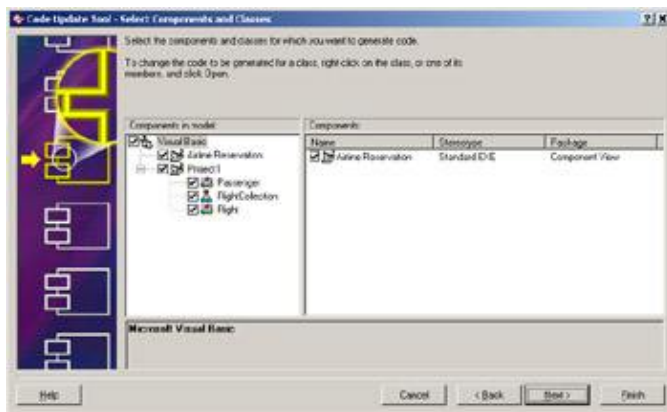 Code Update Tool - Select Components and Classes
Select the components and classes for which you want to generate code.
To change the code to be generated for a class, right-click on the class, or one of its
members, and click Open.
Components in model:
Components:
Visual Basic
Airline Reservation
Project1
Passenger
FlightCollection
Flight
Name Stereotype Package
Airline Reservation Standard EXE Component View
Microsoft Visual Basic
Help Cancel < Back Next > Finish